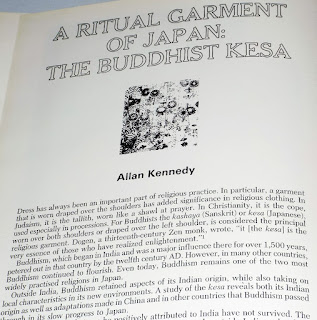 A RITUAL GARMENT
OF JAPAN:
THE BUDDHIST KESA
Allan Kennedy
Dress has always been an important part of religious practice. In particular, a garment
that is worn draped over the shoulders has added significance in religious clothing. In
Judaism, it is the tallith, worn like a shawl at prayer. In Christianity, it is the cope,
used especially in processions. For Buddhists the kashaya (Sanskrit) or kesa (Japanese),
worn over both shoulders or draped over the left shoulder, is considered the principal
religious garment. Dogen, a thirteenth-century Zen monk, wrote, "it [the kesa] is the
very essence of those who have realized enlightenment."1
Buddhism, which began in India and was a major influence there for over 1,500 years,
petered out in that country by the twelfth century AD. However, in many other countries,
Buddhism continued to flourish. Even today, Buddhism remains one of the two most
widely practised religions in Japan.
Outside India, Buddhism retained aspects of its Indian origin, while also taking on
local characteristics in its new environments. A study of the kesa reveals both its Indian
origin as well as adaptations made in China and in other countries that Buddhism passed
through in its slow progress to Japan.
be positively attributed to India have not survived. The